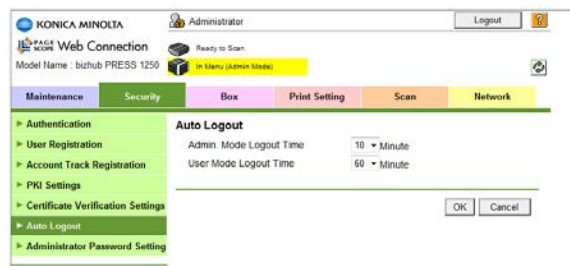 KONICA MINOLTA
Administrator
Logout
?
PAGE SCOPE Web Connection
Ready to Scan
Model Name : bizhub PRESS 1250
In Menu (Admin Mode)
Maintenance Security Box Print Setting Scan Network
Authentication
Auto Logout
User Registration
Admin. Mode Logout Time 10 Minute
Account Track Registration
User Mode Logout Time 60 Minute
PKI Settings
Certificate Verification Settings
OK Cancel
Auto Logout
Administrator Password Setting